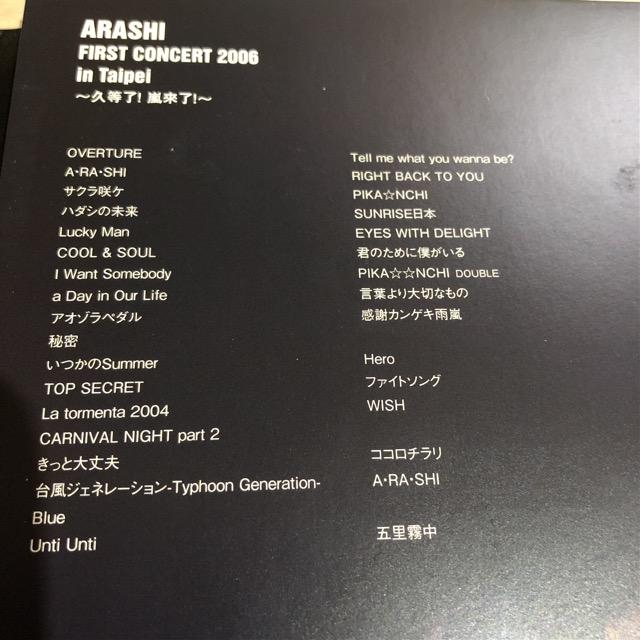 ARASHI
FIRST CONCERT 2006
in Taipei
～久等了! 嵐來了!～
OVERTURE
A・RA・SHI
サクラ咲ケ
ハダシの未来
Lucky Man
COOL & SOUL
I Want Somebody
a Day in Our Life
アオゾラペダル
秘密
いつかのSummer
TOP SECRET
La tormenta 2004
CARNIVAL NIGHT part 2
きっと大丈夫
台風ジェネレーション-Typhoon Generation-
Blue
Unti Unti
Tell me what you wanna be?
RIGHT BACK TO YOU
PIKA☆NCHI
SUNRISE日本
EYES WITH DELIGHT
君のために僕がいる
PIKA☆☆NCHI DOUBLE
言葉より大切なもの
感謝カンゲキ雨嵐
Hero
ファイトソング
WISH
ココロチラリ
A・RA・SHI
五里霧中